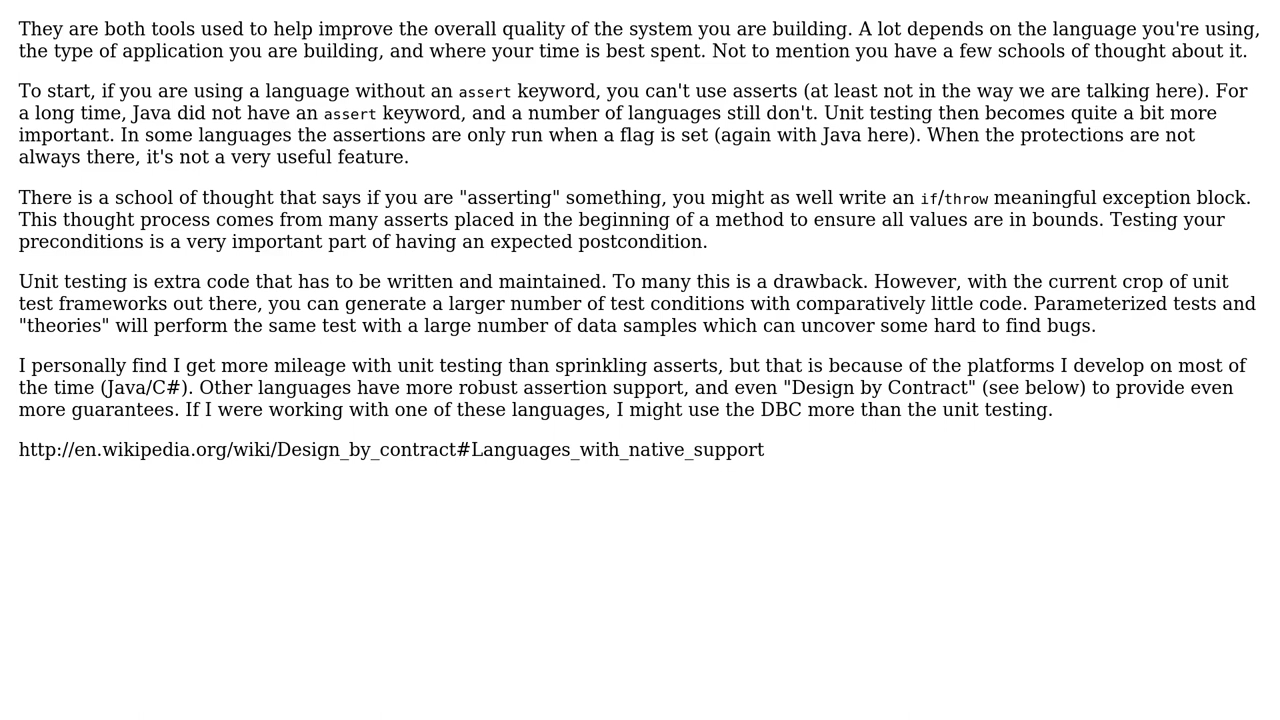 They are both tools used to help improve the overall quality of the system you are building. A lot depends on the language you're using,
the type of application you are building, and where your time is best spent. Not to mention you have a few schools of thought about it.
To start, if you are using a language without an assert keyword, you can't use asserts (at least not in the way we are talking here). For
a long time, Java did not have an assert keyword, and a number of languages still don't. Unit testing then becomes quite a bit more
important. In some languages the assertions are only run when a flag is set (again with Java here). When the protections are not
always there, it's not a very useful feature.
There is a school of thought that says if you are "asserting" something, you might as well write an if/throw meaningful exception block.
This thought process comes from many asserts placed in the beginning of a method to ensure all values are in bounds. Testing your
preconditions is a very important part of having an expected postcondition.
Unit testing is extra code that has to be written and maintained. To many this is a drawback. However, with the current crop of unit
test frameworks out there, you can generate a larger number of test conditions with comparatively little code. Parameterized tests and
"theories" will perform the same test with a large number of data samples which can uncover some hard to find bugs.
I personally find I get more mileage with unit testing than sprinkling asserts, but that is because of the platforms I develop on most of
the time (Java/C#). Other languages have more robust assertion support, and even "Design by Contract" (see below) to provide even
more guarantees. If I were working with one of these languages, I might use the DBC more than the unit testing.
http://en.wikipedia.org/wiki/Design_by_contract#Languages_with_native_support